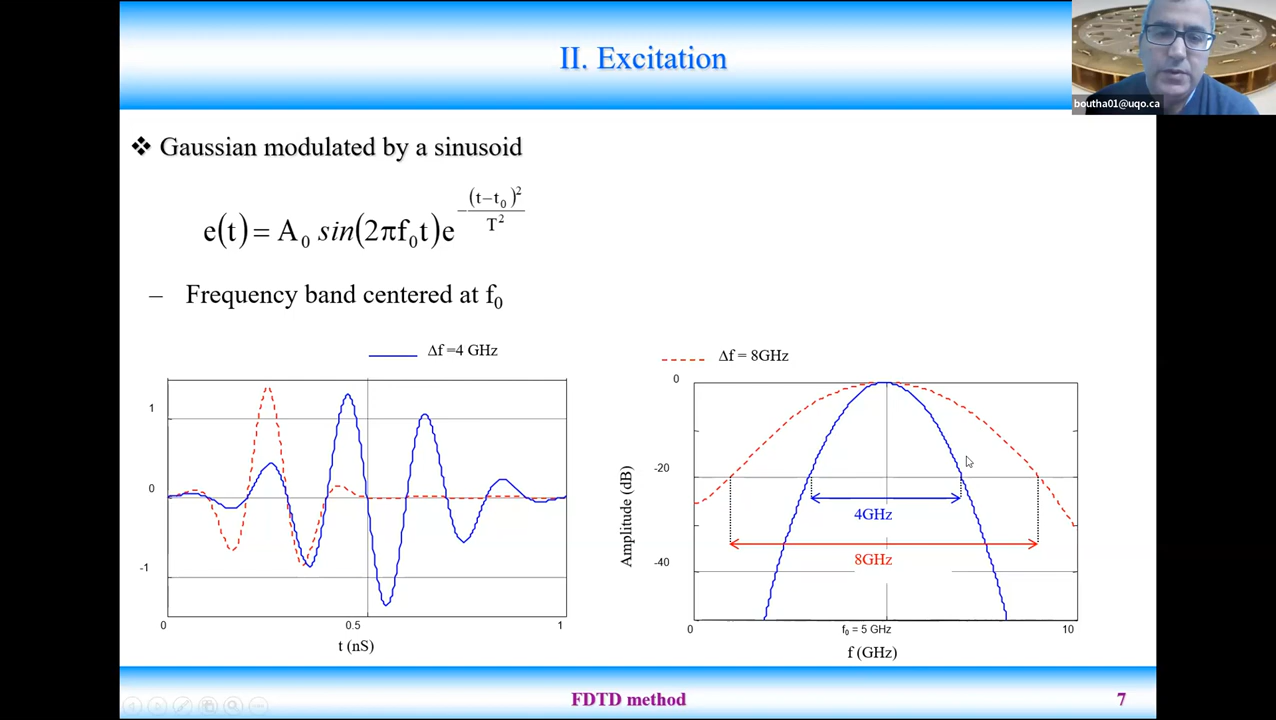 II. Excitation
boutha01@uqo.ca
❖ Gaussian modulated by a sinusoid
e(t) = A₀ sin(2πf₀t)e^(-(t-t₀)²/T²)
– Frequency band centered at f₀
Δf =4 GHz
Δf = 8GHz
1
0
-1
0
0.5
1
t (nS)
Amplitude (dB)
0
-20
-40
4GHz
8GHz
0
f₀ = 5 GHz
10
f (GHz)
FDTD method
7